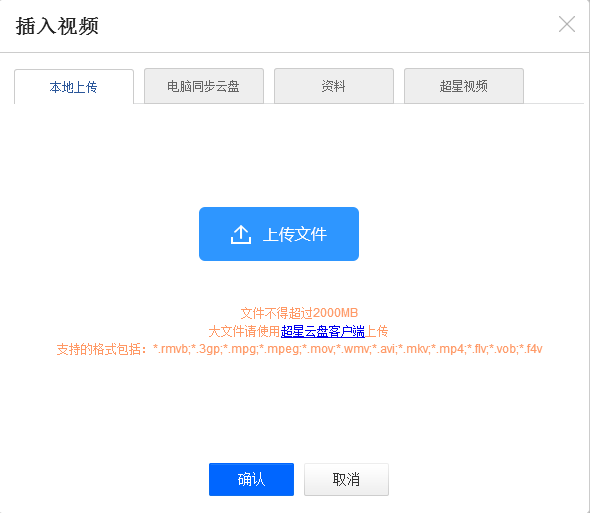 插入视频
本地上传 电脑同步云盘 资料 超星视频
上传文件
文件不得超过2000MB
大文件请使用超星云盘客户端上传
支持的格式包括：*.rmvb;*.3gp;*.mpg;*.mpeg;*.mov;*.wmv;*.avi;*.mkv;*.mp4;*.flv;*.vob;*.f4v
确认 取消